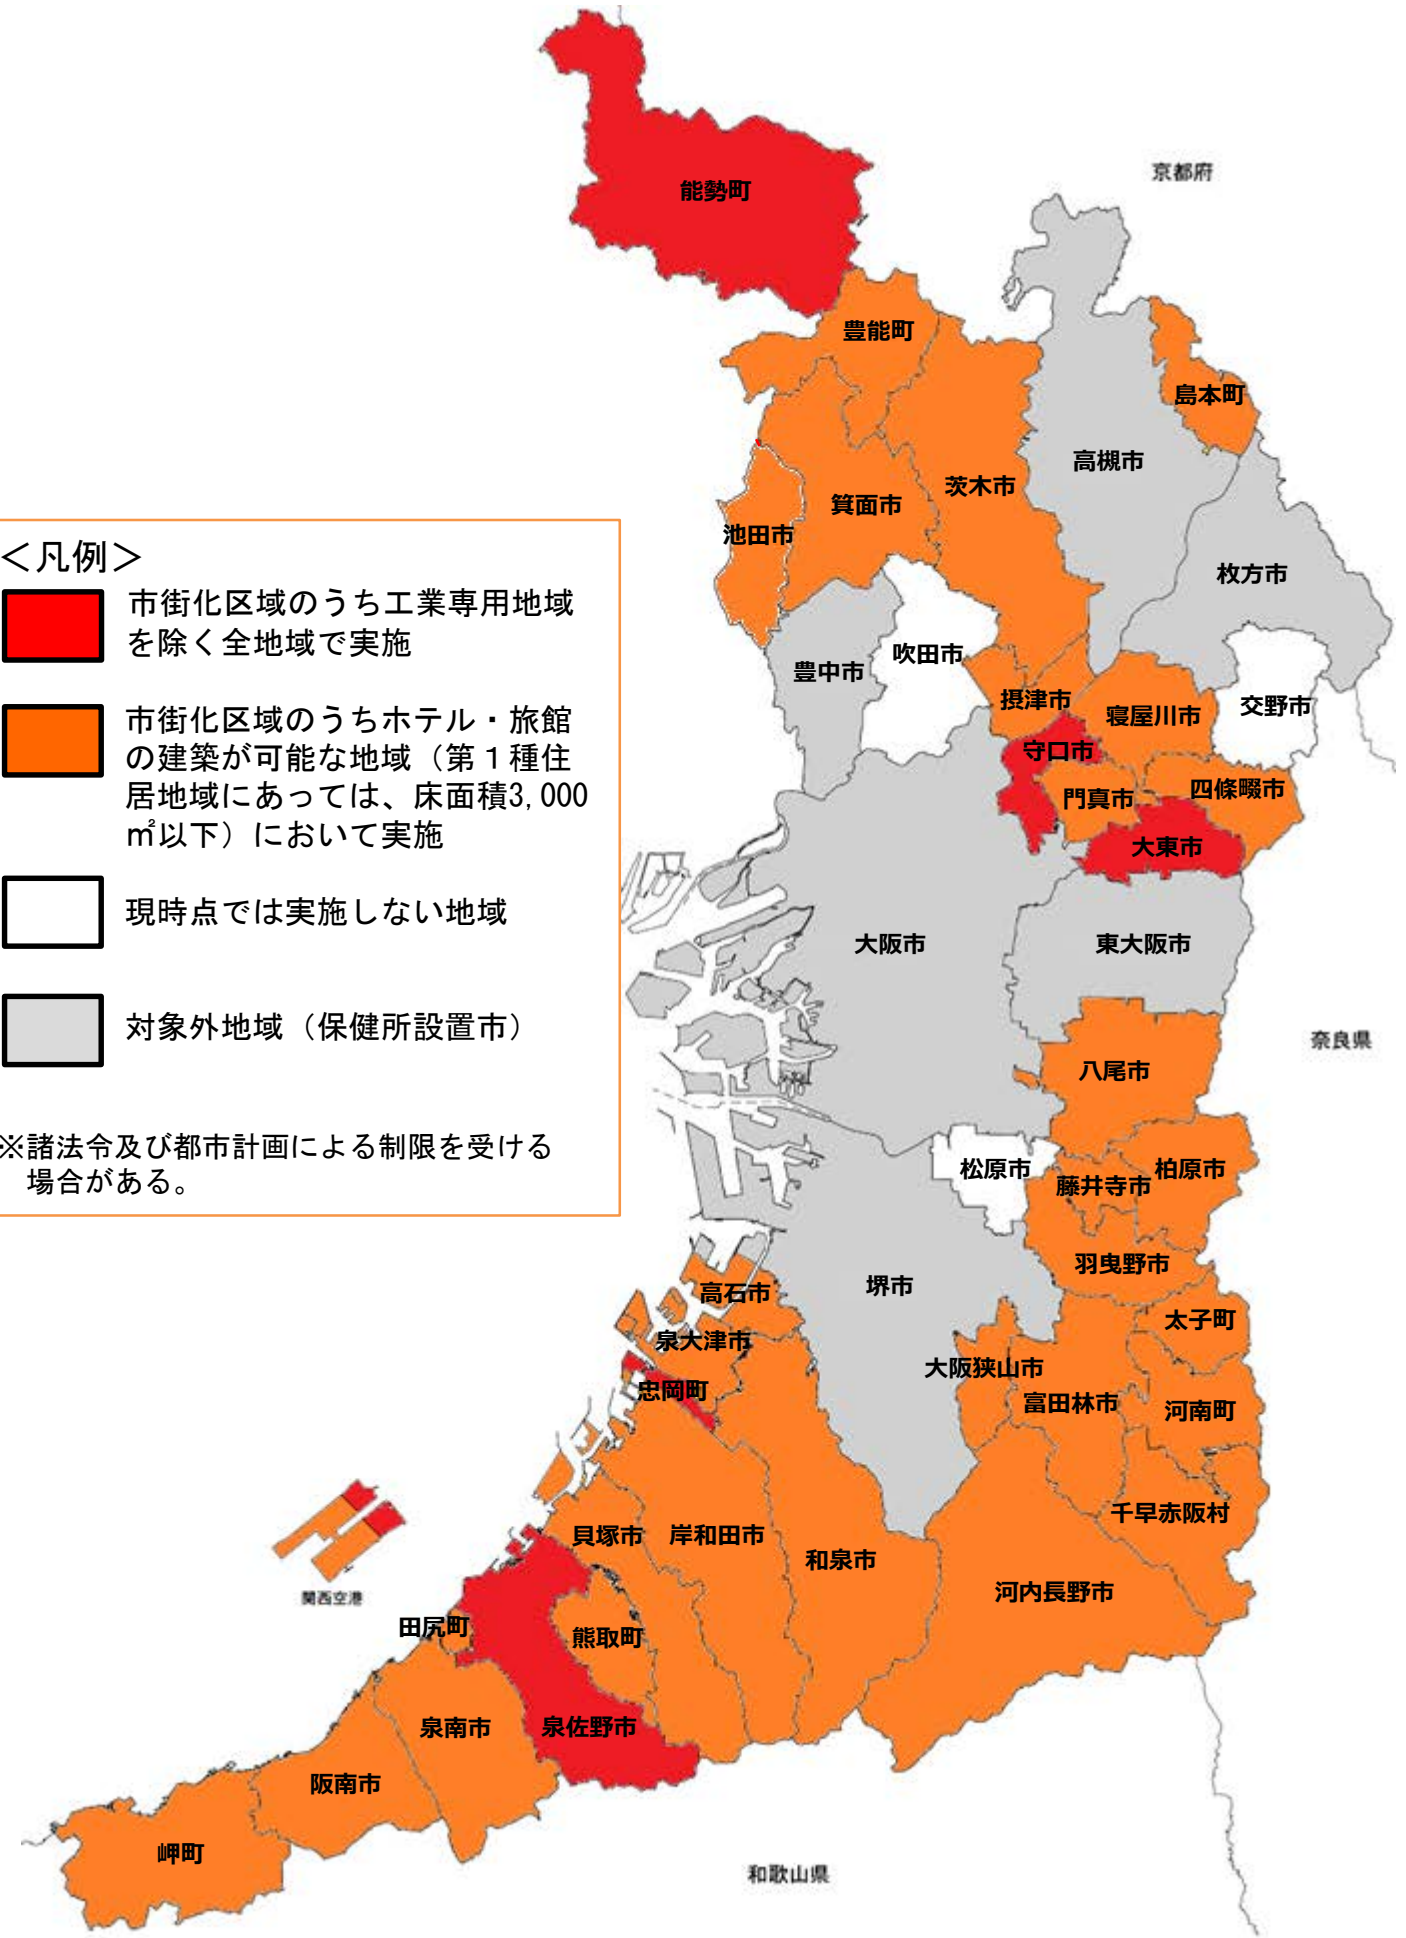 京都府
能勢町
豊能町
島本町
高槻市
茨木市
箕面市
池田市
枚方市
吹田市
豊中市
摂津市
寝屋川市
交野市
守口市
門真市
四條畷市
大東市
大阪市
東大阪市
奈良県
八尾市
松原市
藤井寺市
柏原市
羽曳野市
堺市
高石市
太子町
泉大津市
大阪狭山市
忠岡町
富田林市
河南町
千早赤阪村
貝塚市
岸和田市
和泉市
河内長野市
関西空港
田尻町
熊取町
泉南市
泉佐野市
阪南市
岬町
和歌山県
＜凡例＞
市街化区域のうち工業専用地域
を除く全地域で実施
市街化区域のうちホテル・旅館
の建築が可能な地域（第１種住
居地域にあっては、床面積3,000
㎡以下）において実施
現時点では実施しない地域
対象外地域（保健所設置市）
※諸法令及び都市計画による制限を受ける
場合がある。